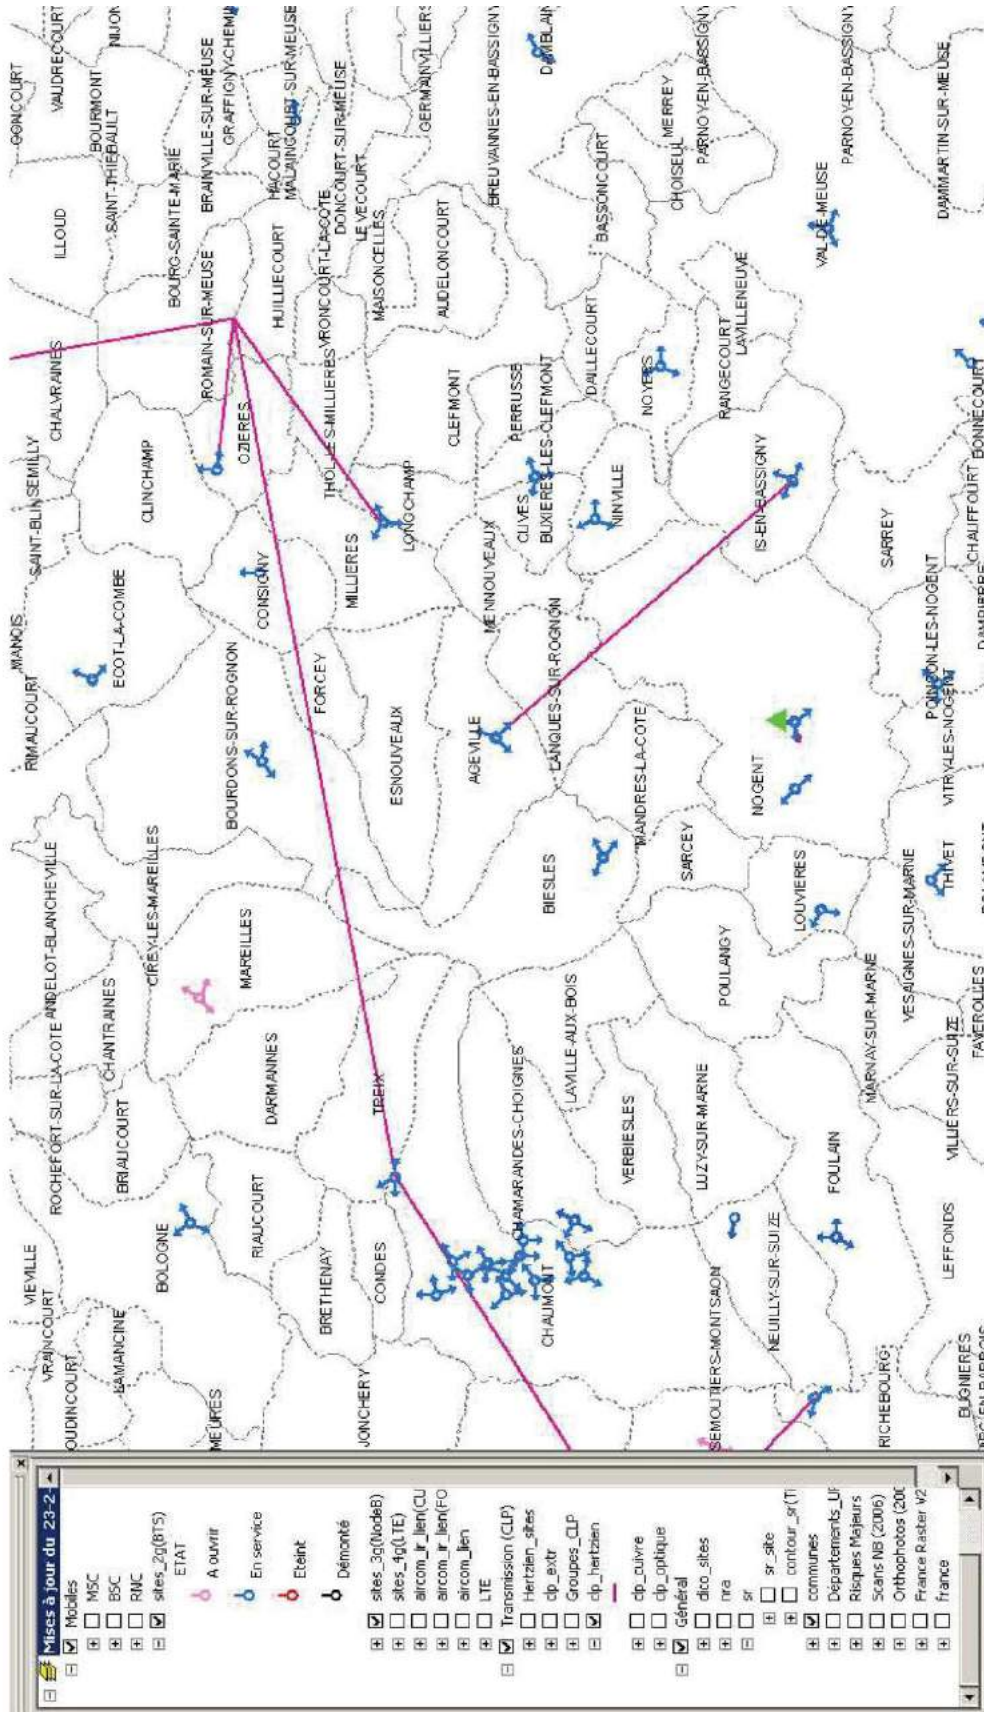 Mises à jour du 23-2-
Mobiles
MSC
BSC
RNC
sites_2g(BTS)
ETAT
A ouvrir
En service
Eteint
Démonté
sites_3g(NodeB)
sites_4g(LTE)
aircom_ir_lien(CU
aircom_ir_lien(FO
aircom_lien
LTE
Transmission (CLP)
Hertzien_sites
clp_extr
Groupes_CLP
clp_hertzien
clp_cuivre
clp_optique
Général
dico_sites
nra
sr
sr_site
contour_sr(TI
communes
Départements_UI
Risques Majeurs
Scans NB (2006)
Orthophotos (200
France Raster V2
france
OUDINCOURT
VRAINCOURT
VIEVILLE
LAMANCINE
MEURES
BOLOGNE
ROCHEFORT-SUR-LA-COTE
ANDELOT-BLANCHEVILLE
BRIAUCOURT
CHANTRAINES
CIREY-LES-MAREILLES
MAREILLES
RIAUCOURT
DARMANNES
BRETHENAY
JONCHERY
CONDES
TREIX
CHAUMONT
CHAMARANDES-CHOIGNES
LAVILLE-AUX-BOIS
VERBIESLES
SEMOUTIERS-MONTSAON
NEUILLY-SUR-SUIZE
LUZY-SUR-MARNE
POULANGY
FOULAIN
RICHEBOURG
LEFFONDS
BUGNIERES
MARNAY-SUR-MARNE
VILLIERS-SUR-SUIZE
VESAIGNES-SUR-MARNE
FAVEROLLES
LOUVIERES
SARCEY
THIVET
VITRY-LES-NOGENT
POINSON-LES-NOGENT
NOGENT
MANDRES-LA-COTE
BIESLES
AGEVILLE
LANQUES-SUR-ROGNON
ESNOUVEAUX
FORCEY
BOURDONS-SUR-ROGNON
RIMAUCOURT
MANOIS
ECOT-LA-COMBE
CONSIGNY
MILLIERES
MENNOUVEAUX
LONGCHAMP
CLINCHAMP
SAINT-BLIN
SEMILLY
CHALVRAINES
OZIERES
THOL-LES-MILLIERES
CLEFMONT
PERRUSSE
BUXIERES-LES-CLEFMONT
CUVES
NINVILLE
IS-EN-BASSIGNY
SARREY
DAMPIERRE
CHAUFFOURT
BONNECOURT
ILLOUD
ROMAIN-SUR-MEUSE
HUILLIECOURT
VRONCOURT-LA-COTE
MAISONCELLES
LEVECOURT
DONCOURT-SUR-MEUSE
AUDELONCOURT
DAILLECOURT
NOYERS
RANGECOURT
LAVILLENEUVE
BASSONCOURT
CHOISEUL
MERREY
VAL-DE-MEUSE
PARNOY-EN-BASSIGNY
PARNOY-EN-BASSIGNY
DAMMARTIN-SUR-MEUSE
BREUVANNES-EN-BASSIGNY
DAMBLAIN
GERMAINVILLIERS
MALAINCOURT-SUR-MEUSE
HACOURT
GRAFFIGNY-CHEMIN
BRAINVILLE-SUR-MEUSE
BOURG-SAINTE-MARIE
SAINT-THIEBAULT
BOURMONT
GONCOURT
VAUDRECOURT
NIJON